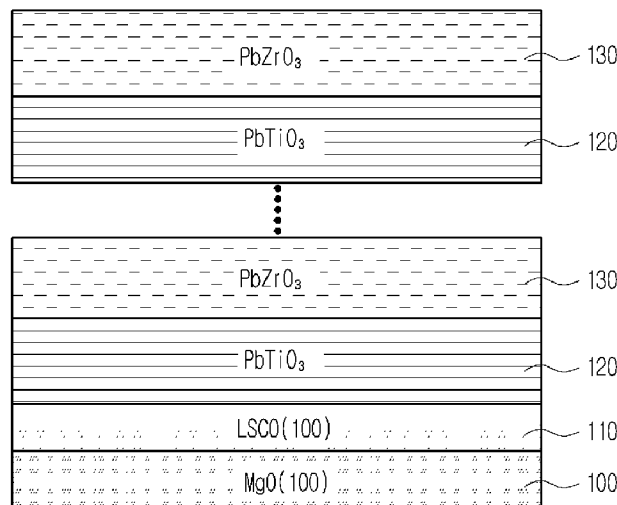 PbZrO₃ 130
PbTiO₃ 120
PbZrO₃ 130
PbTiO₃ 120
LSCO(100) 110
MgO(100) 100